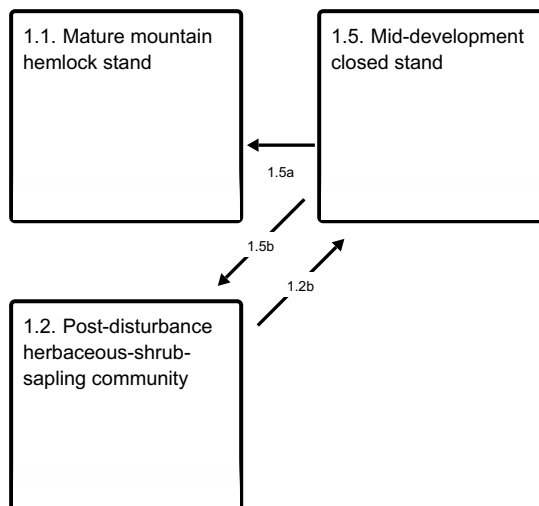 1.1. Mature mountain
hemlock stand
1.5. Mid-development
closed stand
1.5a
1.5b
1.2b
1.2. Post-disturbance
herbaceous-shrub-
sapling community